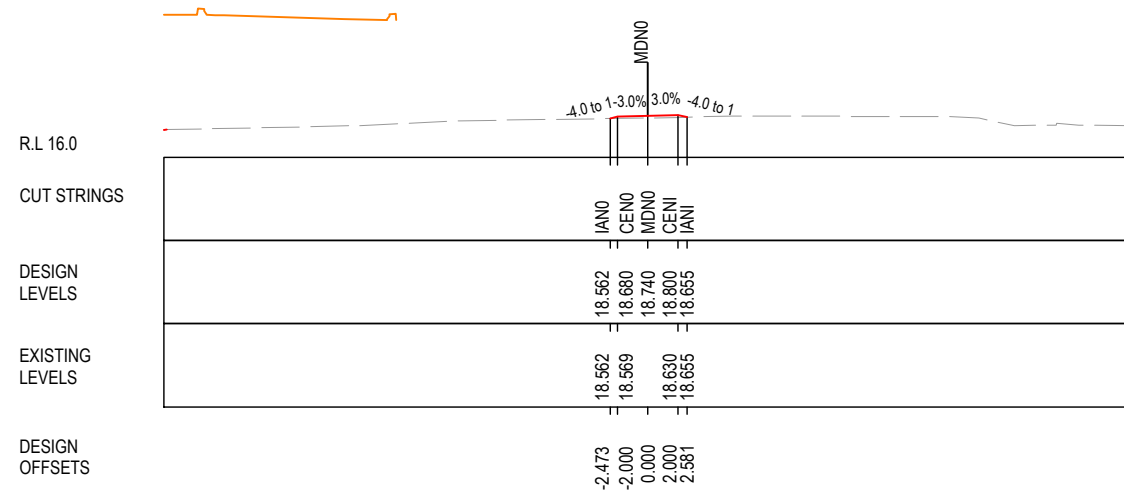 MDN0
-4.0 to 1 -3.0% 3.0% -4.0 to 1
R.L 16.0
CUT STRINGS
IAN0 CEN0 MDN0 CENI IANI
DESIGN
LEVELS
18.562 18.680 18.740 18.800 18.655
EXISTING
LEVELS
18.562 18.569 18.630 18.655
DESIGN
OFFSETS
-2.473 -2.000 0.000 2.000 2.581